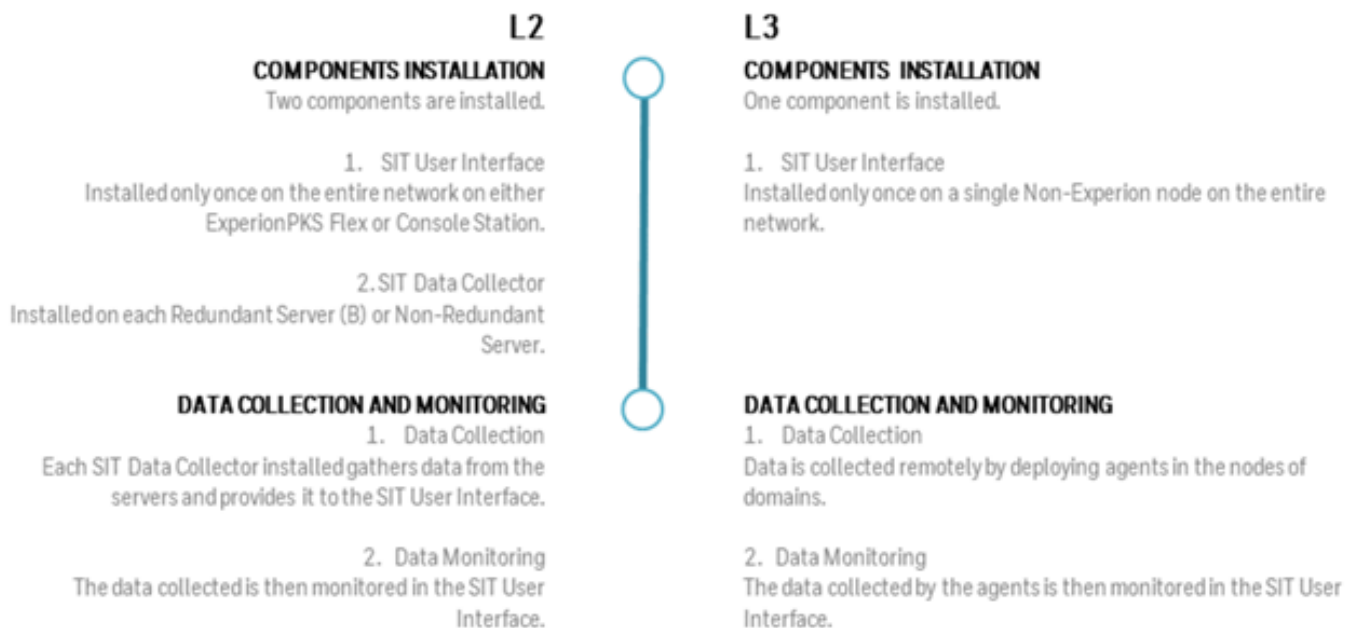 L2
COMPONENTS INSTALLATION
Two components are installed.
1. SIT User Interface
Installed only once on the entire network on either
ExperionPKS Flex or Console Station.
2. SIT Data Collector
Installed on each Redundant Server (B) or Non-Redundant
Server.
DATA COLLECTION AND MONITORING
1. Data Collection
Each SIT Data Collector installed gathers data from the
servers and provides it to the SIT User Interface.
2. Data Monitoring
The data collected is then monitored in the SIT User
Interface.
L3
COMPONENTS INSTALLATION
One component is installed.
1. SIT User Interface
Installed only once on a single Non-Experion node on the entire
network.
DATA COLLECTION AND MONITORING
1. Data Collection
Data is collected remotely by deploying agents in the nodes of
domains.
2. Data Monitoring
The data collected by the agents is then monitored in the SIT User
Interface.